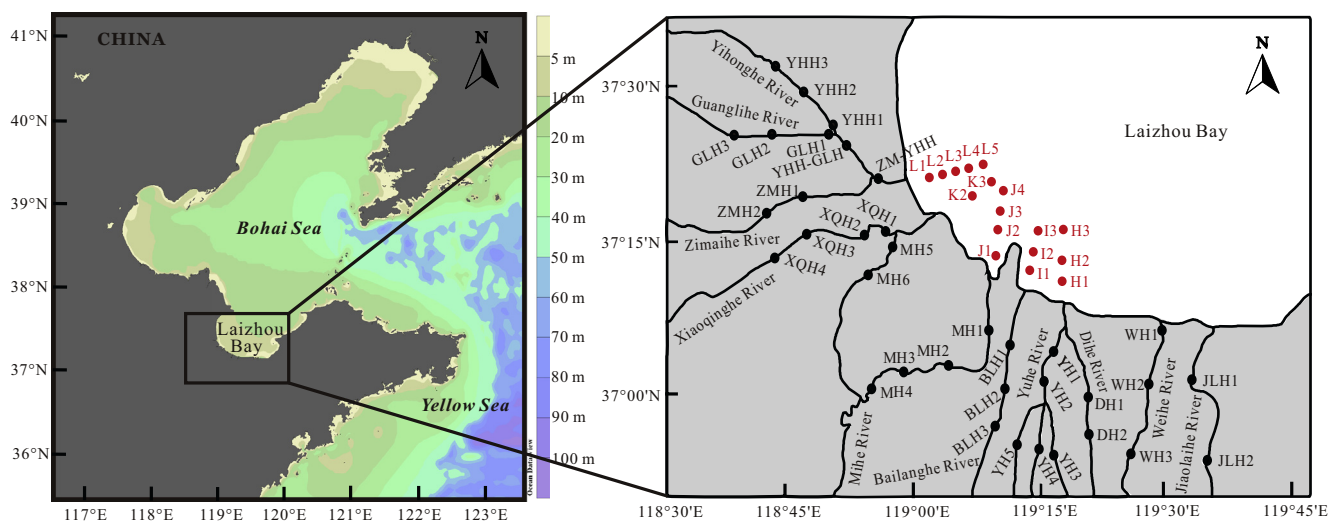 41°N
40°N
39°N
38°N
37°N
36°N
117°E
118°E
119°E
120°E
121°E
122°E
123°E
CHINA
N
Bohai Sea
Laizhou
Bay
Yellow Sea
Ocean Data View
5 m
10 m
20 m
30 m
40 m
50 m
60 m
70 m
80 m
90 m
100 m
37°30'N
37°15'N
37°00'N
118°30'E
118°45'E
119°00'E
119°15'E
119°30'E
119°45'E
N
Laizhou Bay
Yihonghe River
YHH3
YHH2
YHH1
Guanglihe River
GLH3
GLH2
GLH1
YHH-GLH
ZM-YHH
ZMH1
ZMH2
Zimaihe River
XQH1
XQH2
XQH3
XQH4
Xiaoqinghe River
MH5
MH6
MH1
MH2
MH3
MH4
Mihe River
BLH1
BLH2
BLH3
Bailanghe River
Yuhe River
YH1
YH2
YH5
YH4
YH3
Dihe River
DH1
DH2
WH1
WH2
WH3
Weihe River
JLH1
JLH2
Jiaolaihe River
L1
L2
L3
L4
L5
K3
K2
J4
J3
J2
J1
I3
I2
I1
H3
H2
H1